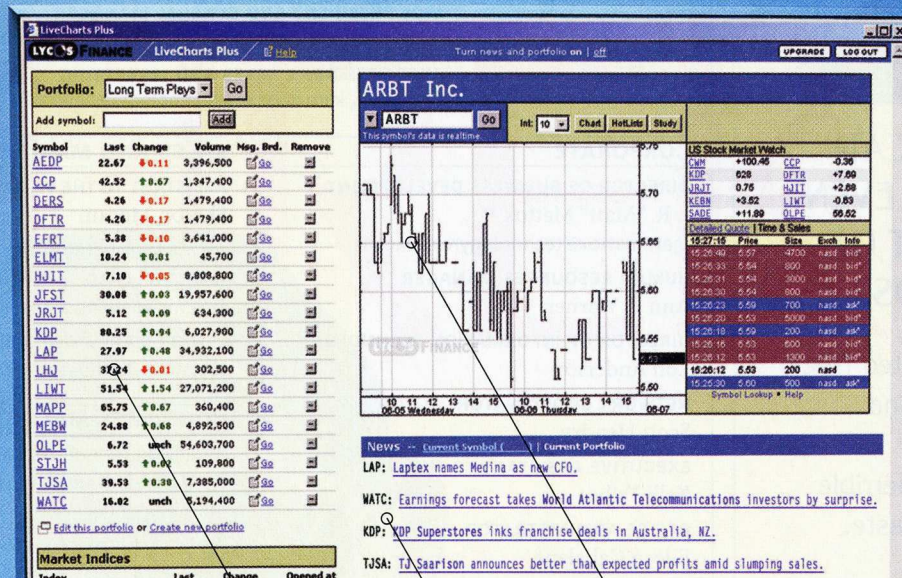 LiveCharts Plus
LYCOS FINANCE LiveCharts Plus Help Turn news and portfolio on | off UPGRADE LOG OUT
Portfolio: Long Term Plays Go
Add symbol: Add
Symbol Last Change Volume Msg. Brd. Remove
AEDP 22.67 0.11 3,396,500 Go
CCP 42.52 0.67 1,347,400 Go
DERS 4.26 0.17 1,479,400 Go
DFTR 4.26 0.17 1,479,400 Go
EFRT 5.38 0.10 3,641,000 Go
ELMT 10.24 0.01 45,700 Go
HJIT 7.10 0.05 8,808,800 Go
JFST 30.08 0.03 19,957,600 Go
JRJT 5.12 0.09 634,300 Go
KDP 80.25 0.94 6,027,900 Go
LAP 27.97 0.48 34,932,100 Go
LHJ 0.01 302,500 Go
LIWT 51.54 1.54 27,071,200 Go
MAPP 65.75 0.67 360,400 Go
MEBW 24.88 0.68 4,892,500 Go
OLPE 6.72 unch 54,603,700 Go
STJH 5.53 0.02 109,800 Go
TJSA 39.53 0.30 7,385,000 Go
WATC 16.02 unch 5,194,400 Go
Edit this portfolio or Create new portfolio
Market Indices
Index Last Change Opened at
ARBT Inc.
ARBT Go Int: 10 Chart HotLists Study
This symbol's data is realtime.
5.76
5.70
5.65
5.60
5.55
5.53
5.50
LYCOS FINANCE
10 11 12 13 14 15 10 11 12 13 14 15
06-05 Wednesday 06-06 Thursday 06-07
US Stock Market Watch
CWM +100.45 CCP -0.36
KDP 628 DFTR +7.69
JRJT 0.75 HJIT +2.68
KEBN +3.52 LIWT -0.63
SADE +11.89 OLPE 56.52
Detailed Quote | Time & Sales
15:27:15 Price Size Exch Info
15:26:49 5.57 4700 nasd bid*
15:26:33 5.54 800 nasd bid*
15:26:31 5.54 3000 nasd bid*
15:26:30 5.54 800 nasd bid*
15:26:23 5.59 700 nasd ask*
15:26:20 5.53 5000 nasd bid*
15:26:18 5.59 200 nasd ask*
15:26:16 5.53 600 nasd bid*
15:26:12 5.53 1300 nasd bid*
15:26:12 5.53 200 nasd
15:25:30 5.60 500 nasd ask*
Symbol Lookup • Help
News -- Current Symbol ( ) | Current Portfolio
LAP: Laptex names Medina as new CFO.
WATC: Earnings forecast takes World Atlantic Telecommunications investors by surprise.
KDP: KDP Superstores inks franchise deals in Australia, NZ.
TJSA: TJ Saarison announces better than expected profits amid slumping sales.